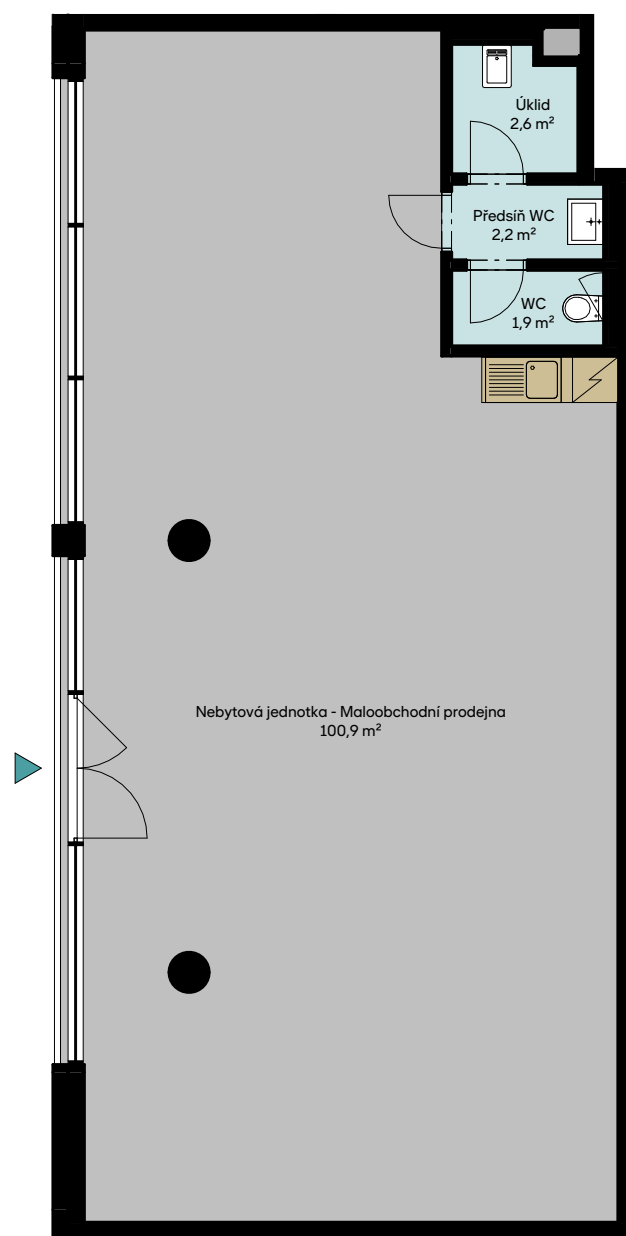 Úklid
2,6 m²
Předsíň WC
2,2 m²
WC
1,9 m²
Nebytová jednotka - Maloobchodní prodejna
100,9 m²